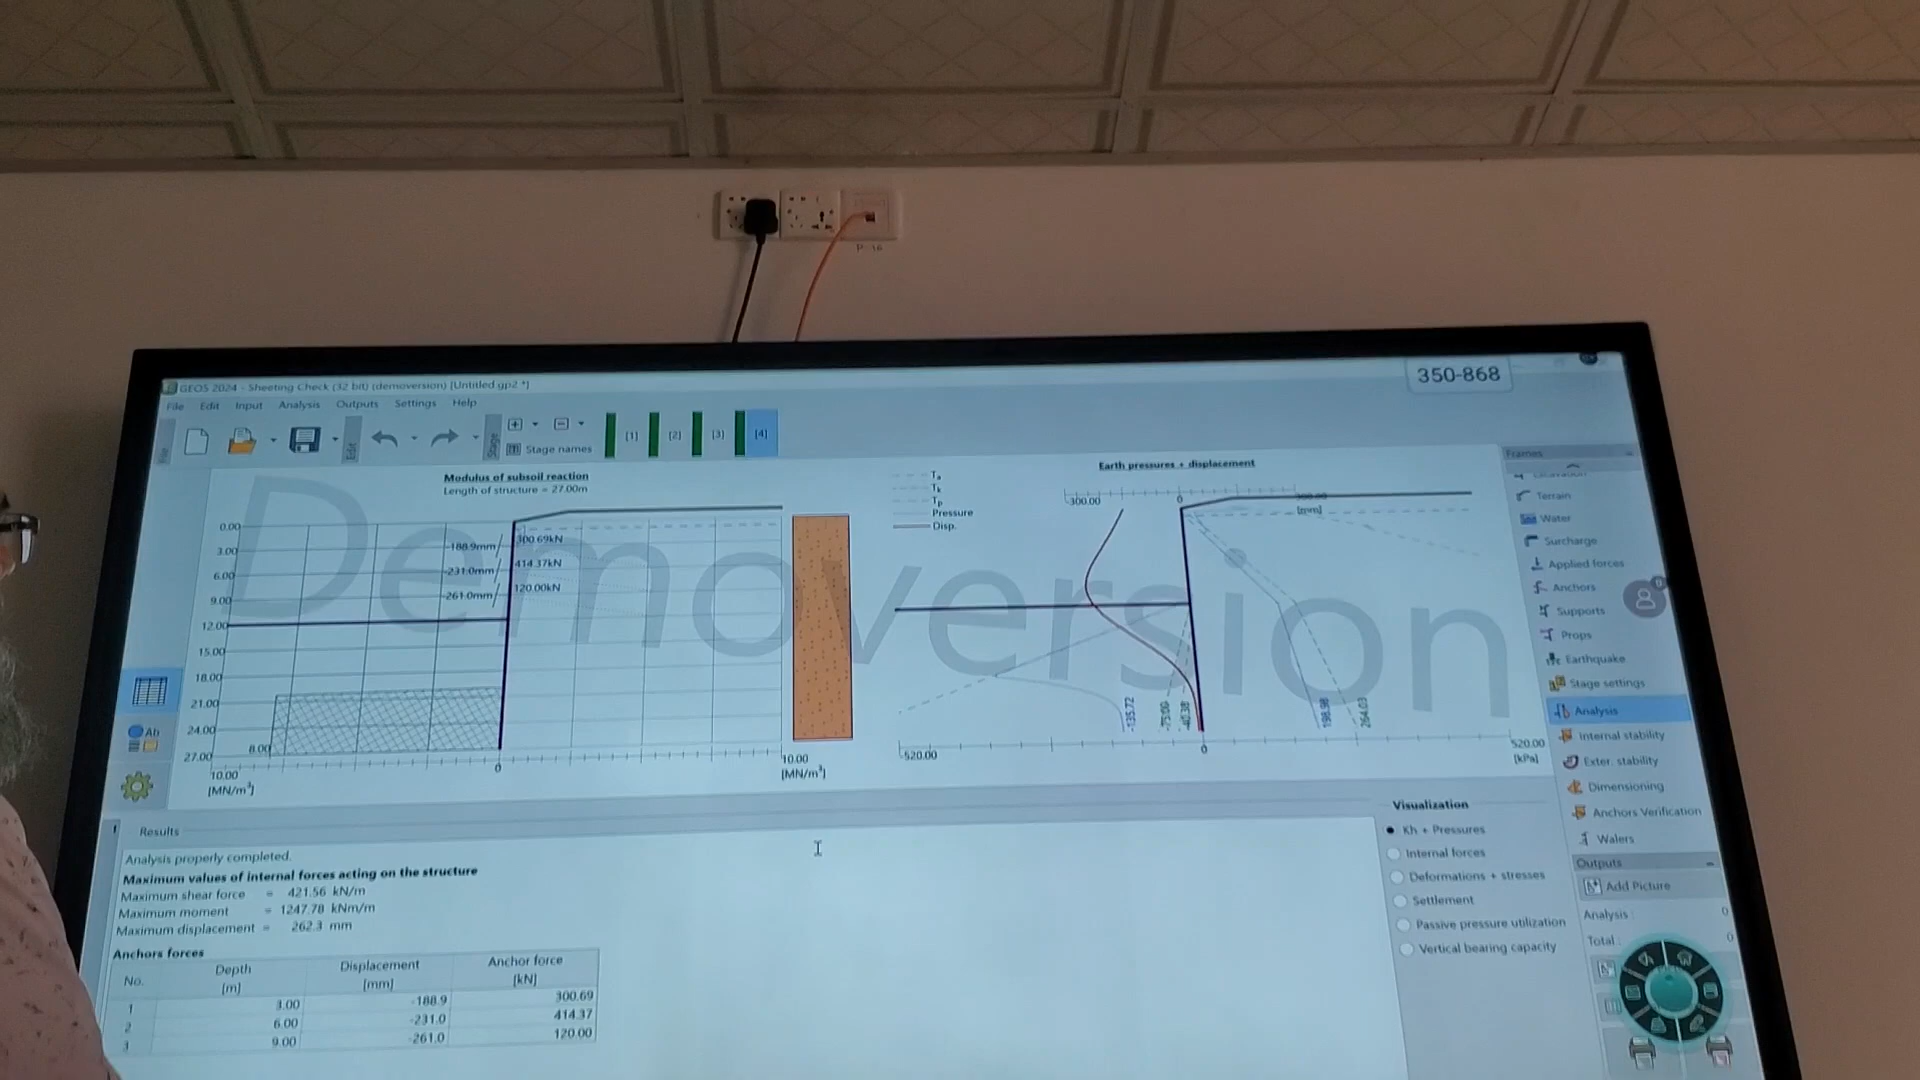 GEO5 2024 - Sheeting Check (32 bit) (demoversion) [Untitled.gp2 *]
350-868
File Edit Input Analysis Outputs Settings Help
File
Edit
Stage
Stage names
[1] [2] [3] [4]
Modulus of subsoil reaction
Length of structure = 27.00m
0.00
3.00
6.00
9.00
12.00
15.00
18.00
21.00
24.00
27.00
-188.9mm
300.69kN
-231.0mm
414.37kN
-261.0mm
120.00kN
8.00
10.00
[MN/m³]
0
10.00
[MN/m³]
Demoversion
Earth pressures + displacement
Ta
Tk
Tp
Pressure
Disp.
300.00
0
[mm]
-135.72
-75.00
-40.38
198.98
264.03
520.00
0
520.00
[kPa]
Frames
Terrain
Water
Surcharge
Applied forces
Anchors
Supports
Props
Earthquake
Stage settings
Analysis
Internal stability
Exter. stability
Dimensioning
Anchors Verification
Walers
Outputs
Add Picture
Analysis : 0
Total : 0
Visualization
Kh + Pressures
Internal forces
Deformations + stresses
Settlement
Passive pressure utilization
Vertical bearing capacity
Results
Analysis properly completed.
Maximum values of internal forces acting on the structure
Maximum shear force = 421.56 kN/m
Maximum moment = 1247.78 kNm/m
Maximum displacement = 262.3 mm
Anchors forces
No. Depth [m] Displacement [mm] Anchor force [kN]
1 3.00 -188.9 300.69
2 6.00 -231.0 414.37
3 9.00 -261.0 120.00